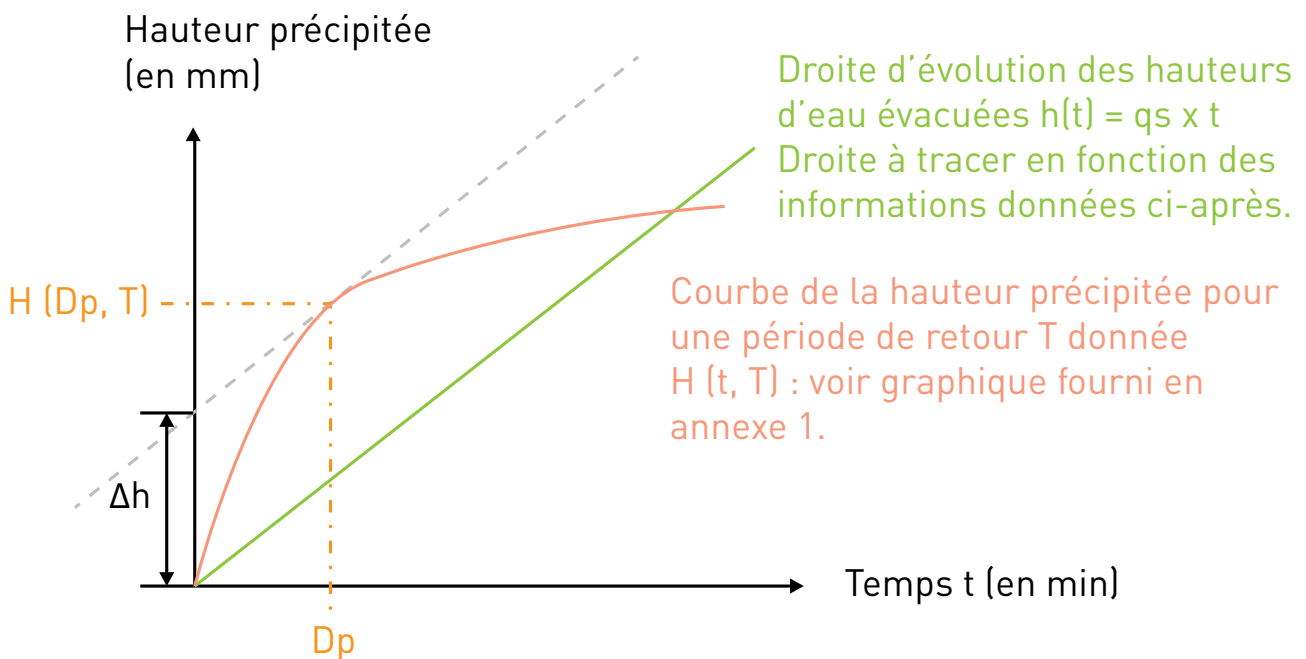 Hauteur précipitée
(en mm)
Droite d’évolution des hauteurs
d’eau évacuées h(t) = qs x t
Droite à tracer en fonction des
informations données ci-après.
H (Dp, T)
Courbe de la hauteur précipitée pour
une période de retour T donnée
H (t, T) : voir graphique fourni en
annexe 1.
Δh
Temps t (en min)
Dp